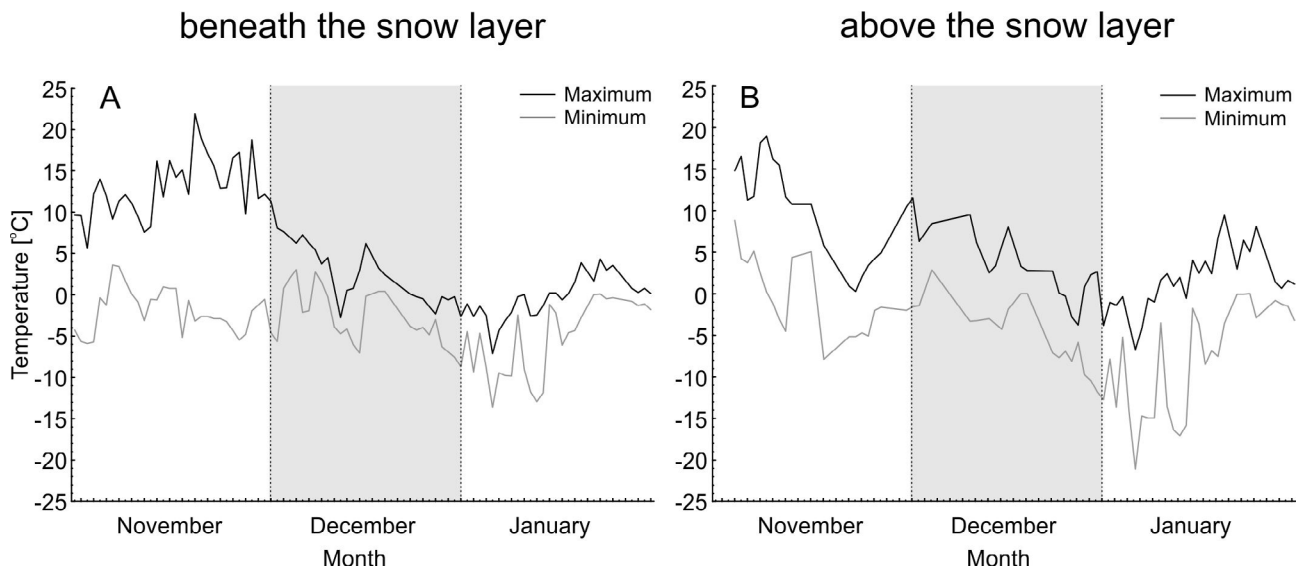 beneath the snow layer
above the snow layer
A
Maximum
Minimum
25
20
15
10
5
0
-5
-10
-15
-20
-25
Temperature [°C]
November
December
January
Month
B
Maximum
Minimum
25
20
15
10
5
0
-5
-10
-15
-20
-25
November
December
January
Month